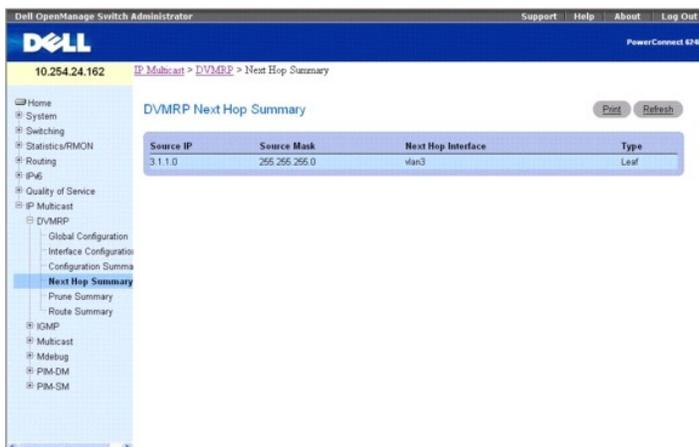 Dell OpenManage Switch Administrator
Support Help About Log Out
DELL
PowerConnect 624
10.254.24.162
IP Multicast > DVMRP > Next Hop Summary
Home
System
Switching
Statistics/RMON
Routing
IPv6
Quality of Service
IP Multicast
DVMRP
Global Configuration
Interface Configuration
Configuration Summa
Next Hop Summary
Prune Summary
Route Summary
IGMP
Multicast
Mdebug
PIM-DM
PIM-SM
DVMRP Next Hop Summary
Print Refresh
Source IP Source Mask Next Hop Interface Type
3.1.1.0 255.255.255.0 vlan3 Leaf